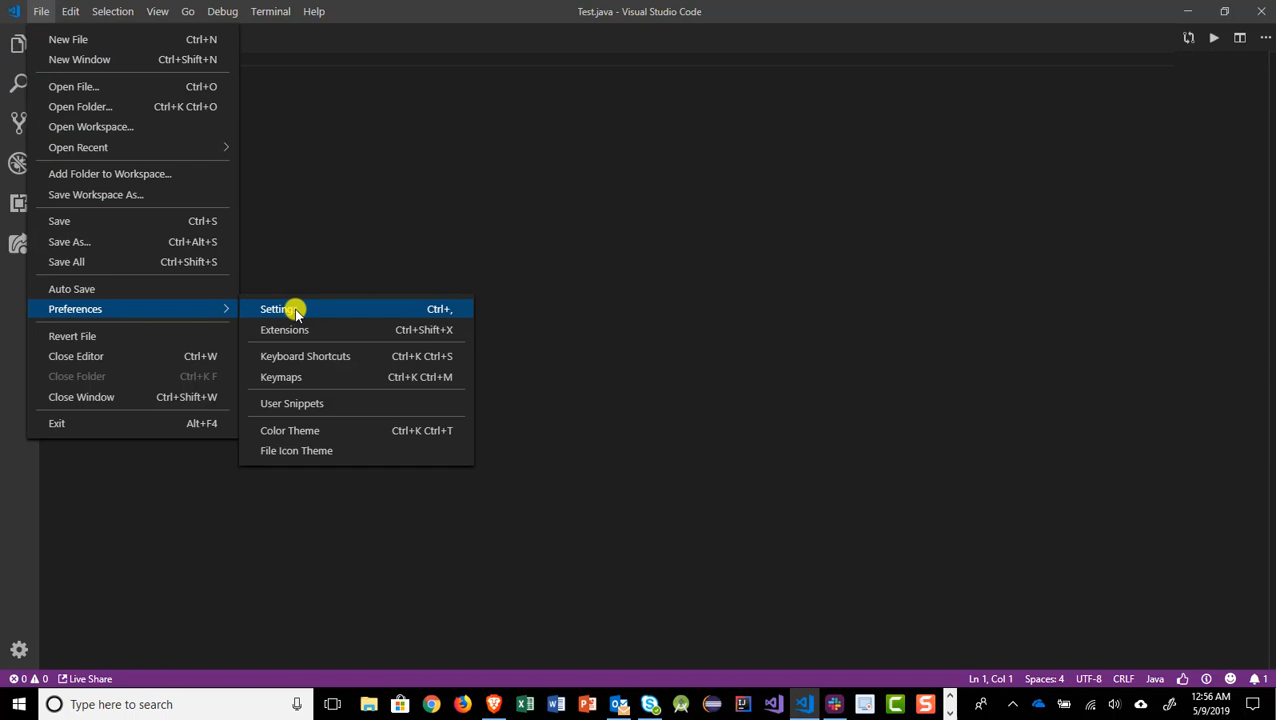 File Edit Selection View Go Debug Terminal Help Test.java - Visual Studio Code
New File Ctrl+N
New Window Ctrl+Shift+N
Open File... Ctrl+O
Open Folder... Ctrl+K Ctrl+O
Open Workspace...
Open Recent
Add Folder to Workspace...
Save Workspace As...
Save Ctrl+S
Save As... Ctrl+Alt+S
Save All Ctrl+Shift+S
Auto Save
Preferences
Revert File
Close Editor Ctrl+W
Close Folder Ctrl+K F
Close Window Ctrl+Shift+W
Exit Alt+F4
Settings Ctrl+,
Extensions Ctrl+Shift+X
Keyboard Shortcuts Ctrl+K Ctrl+S
Keymaps Ctrl+K Ctrl+M
User Snippets
Color Theme Ctrl+K Ctrl+T
File Icon Theme
0 0 Live Share Ln 1, Col 1 Spaces: 4 UTF-8 CRLF Java 1
Type here to search
12:56 AM
5/9/2019